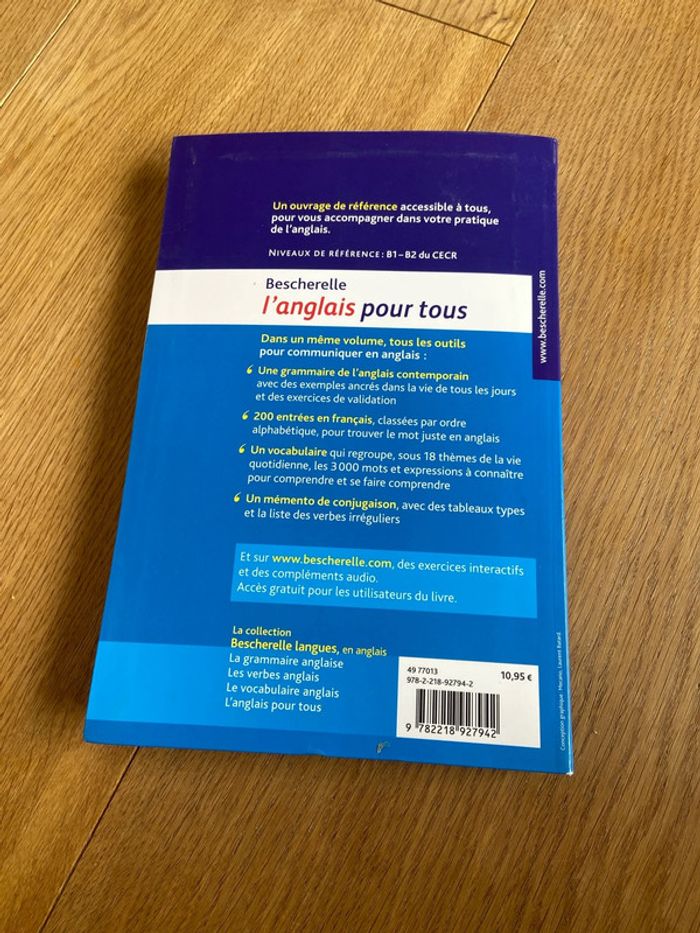 Un ouvrage de référence accessible à tous,
pour vous accompagner dans votre pratique
de l'anglais.
NIVEAUX DE RÉFÉRENCE : B1–B2 du CECR
www.bescherelle.com
Bescherelle
l'anglais pour tous
Dans un même volume, tous les outils
pour communiquer en anglais :
Une grammaire de l'anglais contemporain
avec des exemples ancrés dans la vie de tous les jours
et des exercices de validation
200 entrées en français, classées par ordre
alphabétique, pour trouver le mot juste en anglais
Un vocabulaire qui regroupe, sous 18 thèmes de la vie
quotidienne, les 3 000 mots et expressions à connaître
pour comprendre et se faire comprendre
Un mémento de conjugaison, avec des tableaux types
et la liste des verbes irréguliers
Et sur www.bescherelle.com, des exercices interactifs
et des compléments audio.
Accès gratuit pour les utilisateurs du livre.
La collection
Bescherelle langues, en anglais
La grammaire anglaise
Les verbes anglais
Le vocabulaire anglais
L'anglais pour tous
49 77013
978-2-218-92794-2
10,95 €
9 782218 927942
Conception graphique : Mecano, Laurent Batard